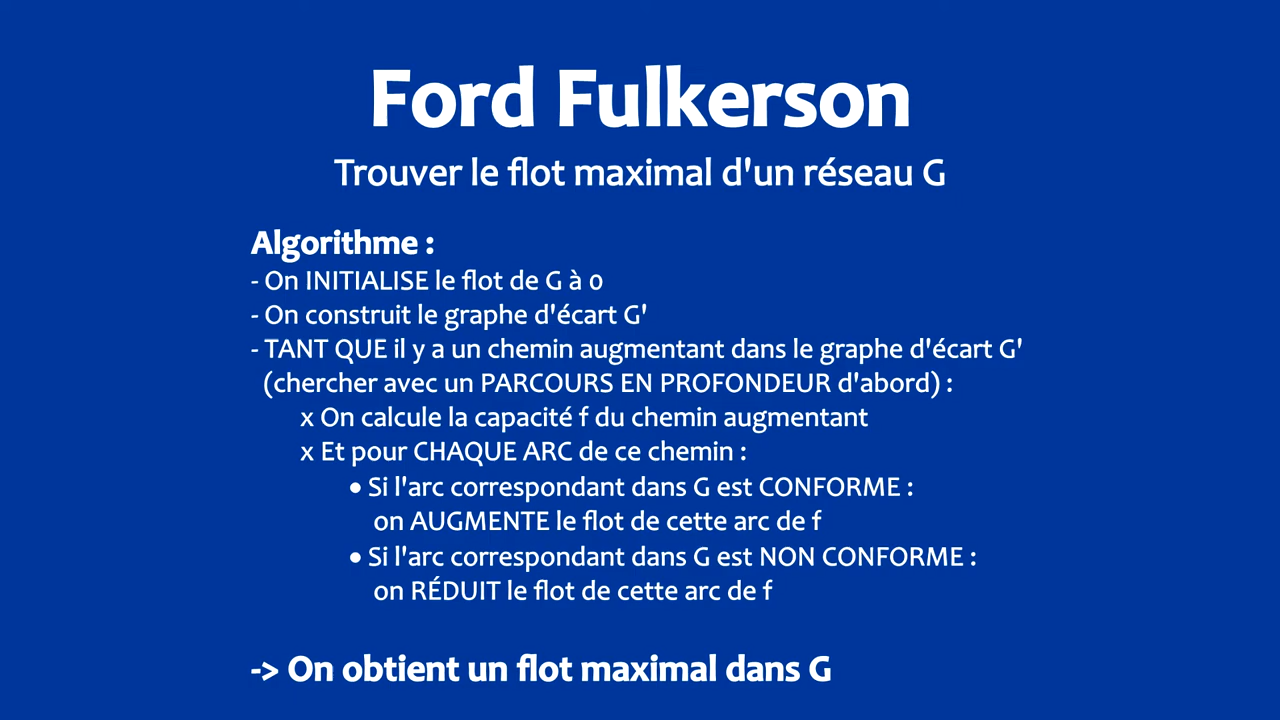 Ford Fulkerson
Trouver le flot maximal d'un réseau G
Algorithme :
- On INITIALISE le flot de G à 0
- On construit le graphe d'écart G'
- TANT QUE il y a un chemin augmentant dans le graphe d'écart G'
(chercher avec un PARCOURS EN PROFONDEUR d'abord) :
x On calcule la capacité f du chemin augmentant
x Et pour CHAQUE ARC de ce chemin :
• Si l'arc correspondant dans G est CONFORME :
on AUGMENTE le flot de cette arc de f
• Si l'arc correspondant dans G est NON CONFORME :
on RÉDUIT le flot de cette arc de f
-> On obtient un flot maximal dans G